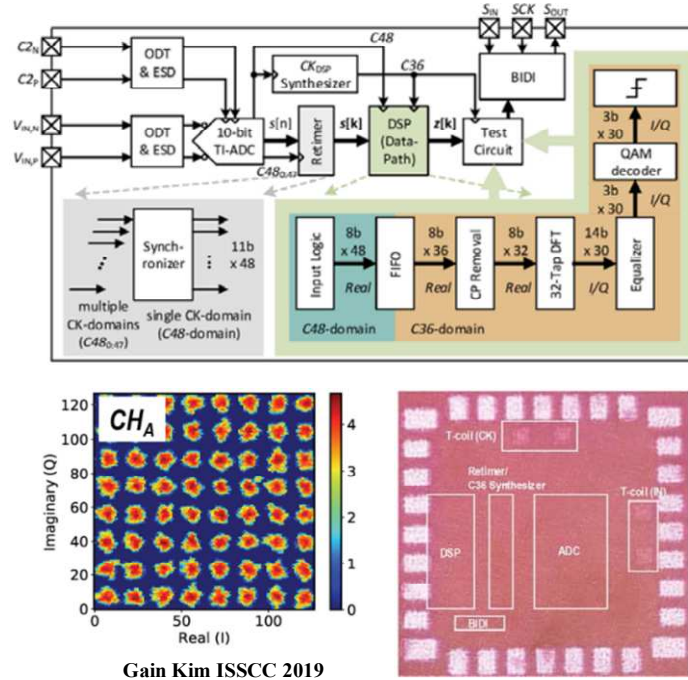 S_IN SCK S_OUT
C2_N
C2_P
V_IN,N
V_IN,P
ODT
& ESD
ODT
& ESD
C48
CK_DSP
Synthesizer
C36
BIDI
10-bit
TI-ADC
s[n]
Retimer
s[k]
DSP
(Data-
Path)
z[k]
Test
Circuit
C48_0:47
3b
x 30
I/Q
QAM
decoder
3b
x 30
I/Q
Synch-
ronizer
11b
x 48
multiple
CK-domains
(C48_0:47)
single CK-domain
(C48-domain)
Input Logic
8b
x 48
Real
FIFO
8b
x 36
Real
CP Removal
8b
x 32
Real
32-Tap DFT
14b
x 30
I/Q
Equalizer
C48-domain
C36-domain
CH_A
Imaginary (Q)
120
100
80
60
40
20
0
0 50 100
Real (I)
4
3
2
1
0
T-coil (CK)
Retimer/
C36 Synthesizer
T-coil (IN)
DSP
ADC
BIDI
Gain Kim ISSCC 2019